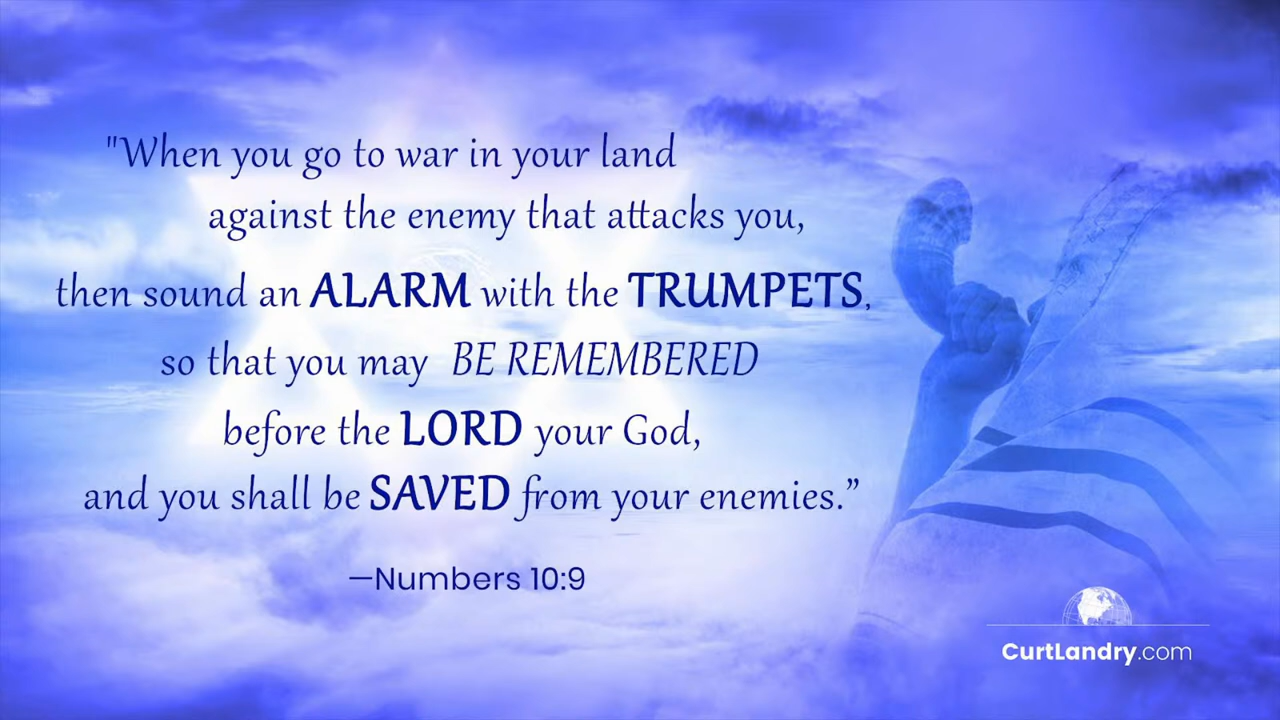 "When you go to war in your land
against the enemy that attacks you,
then sound an ALARM with the TRUMPETS,
so that you may BE REMEMBERED
before the LORD your God,
and you shall be SAVED from your enemies.”
—Numbers 10:9
CurtLandry.com